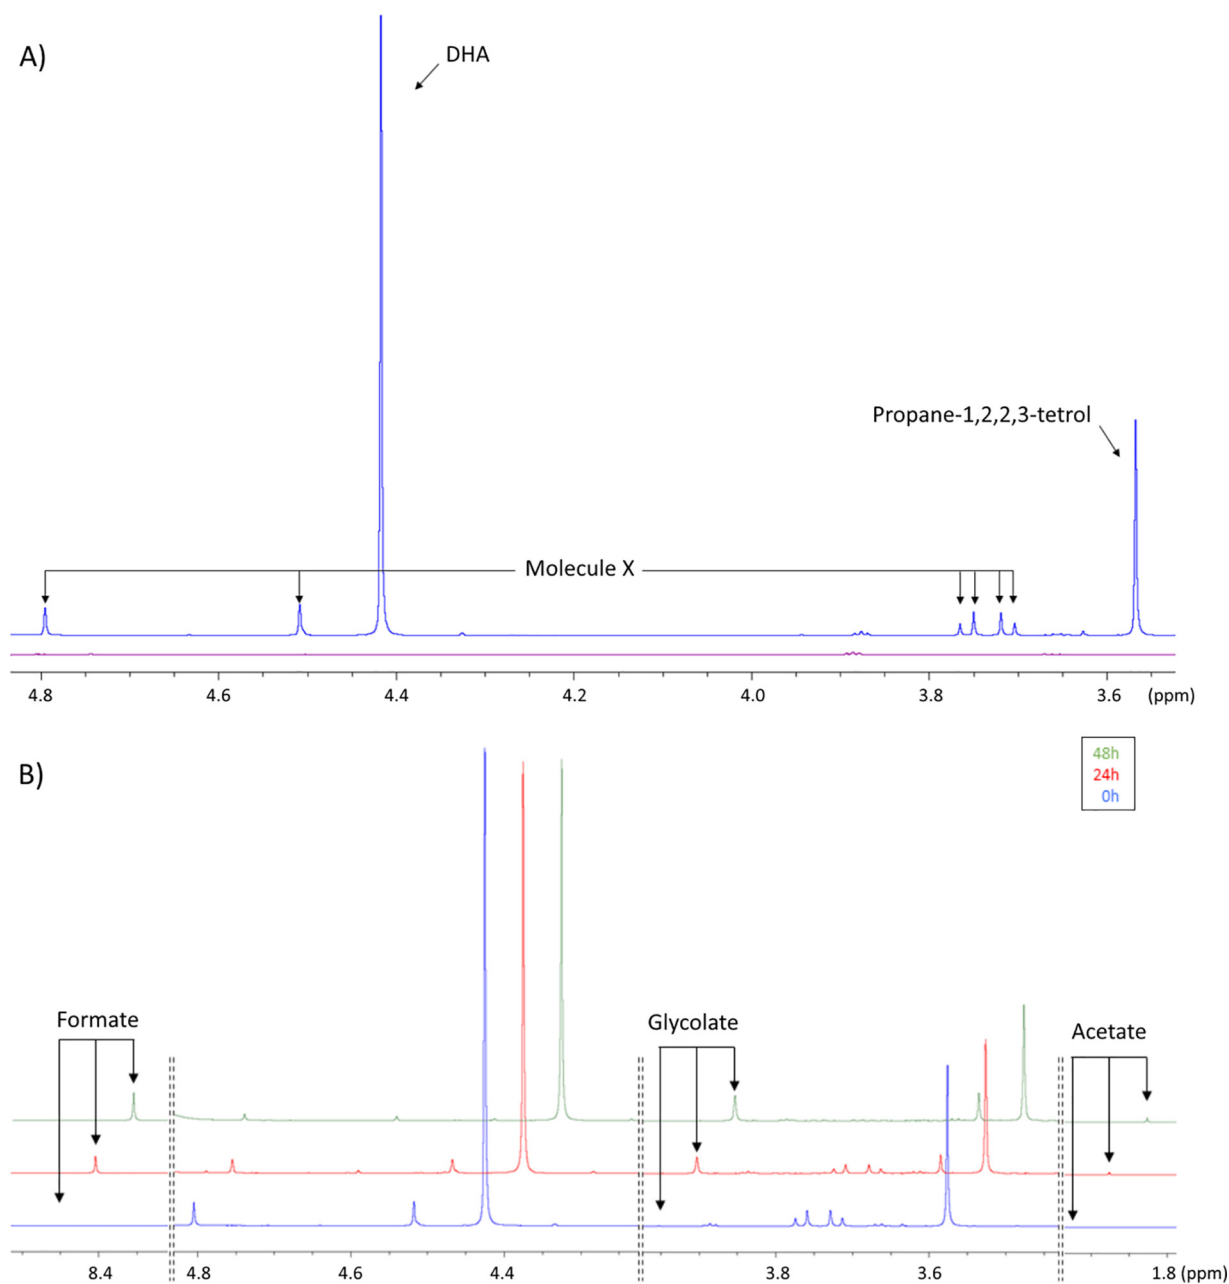 A)
DHA
Propane-1,2,2,3-tetrol
Molecule X
4.8 4.6 4.4 4.2 4.0 3.8 3.6 (ppm)
B)
48h
24h
0h
Formate
Glycolate
Acetate
8.4 4.8 4.6 4.4 3.8 3.6 1.8 (ppm)